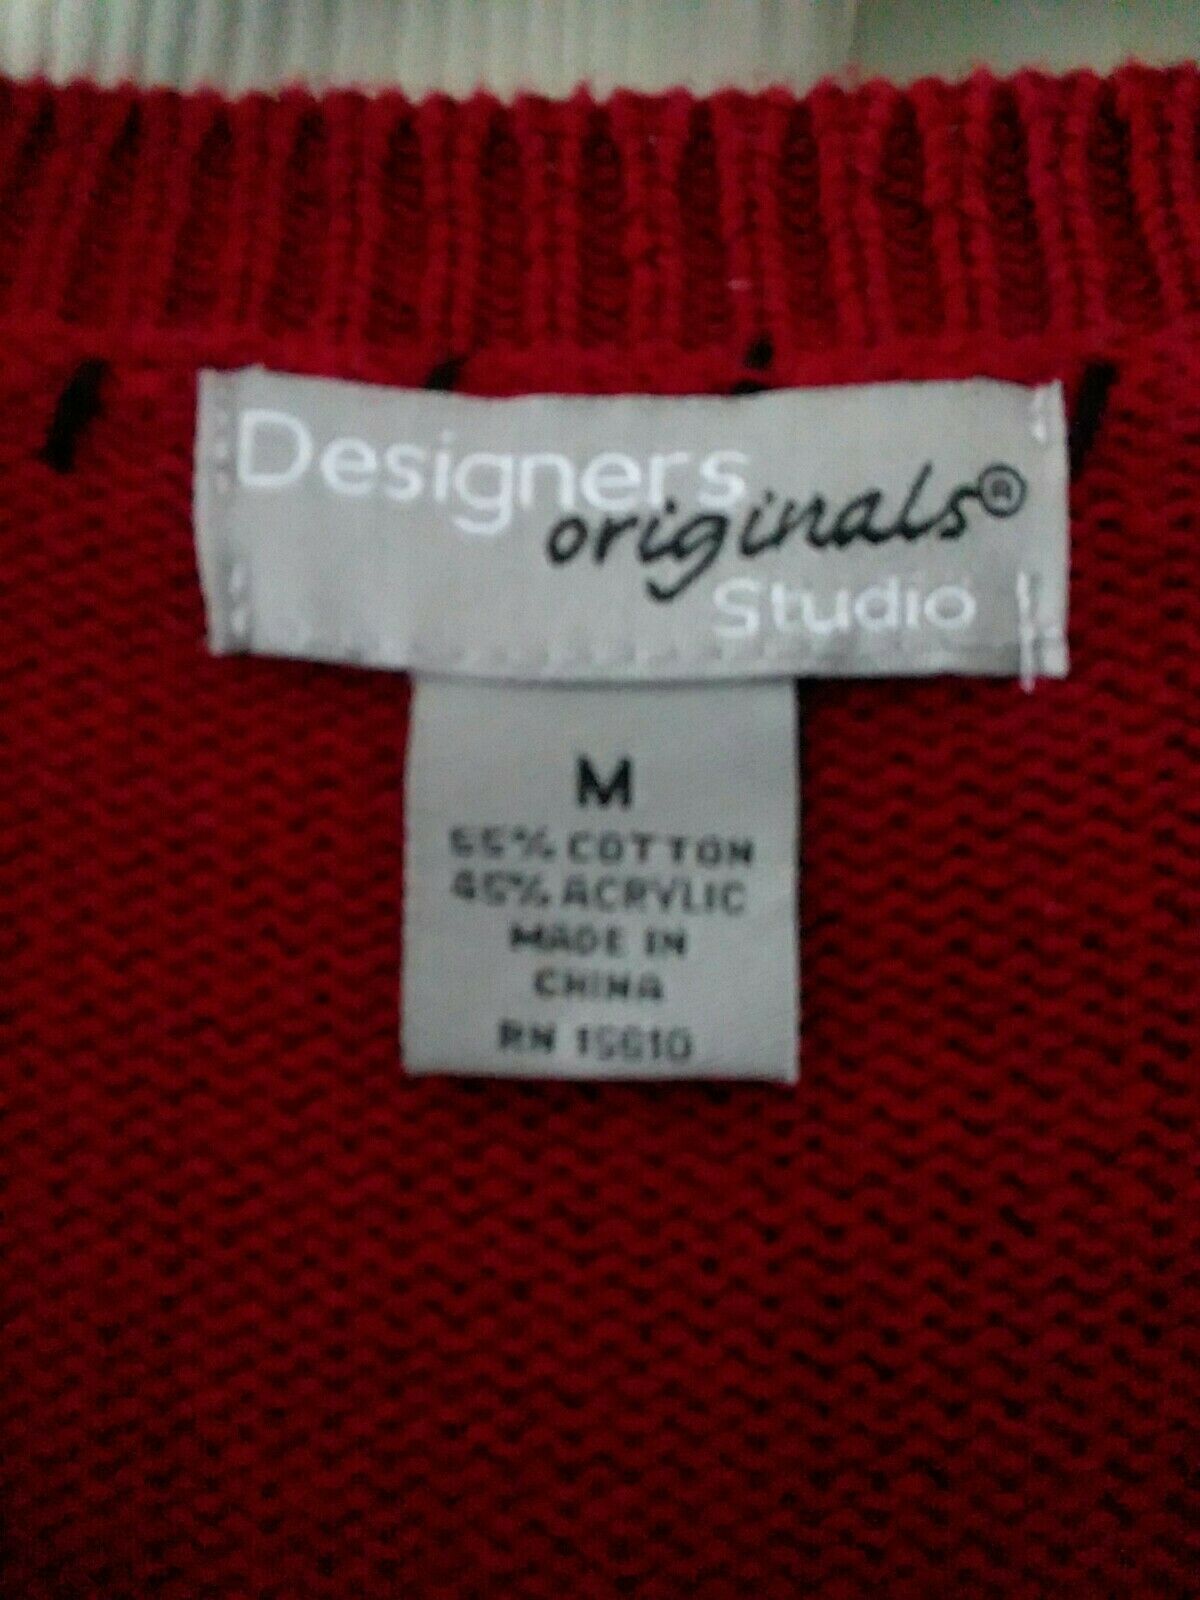 Designers
originals®
Studio
M
55% COTTON
45% ACRYLIC
MADE IN
CHINA
RN 15610